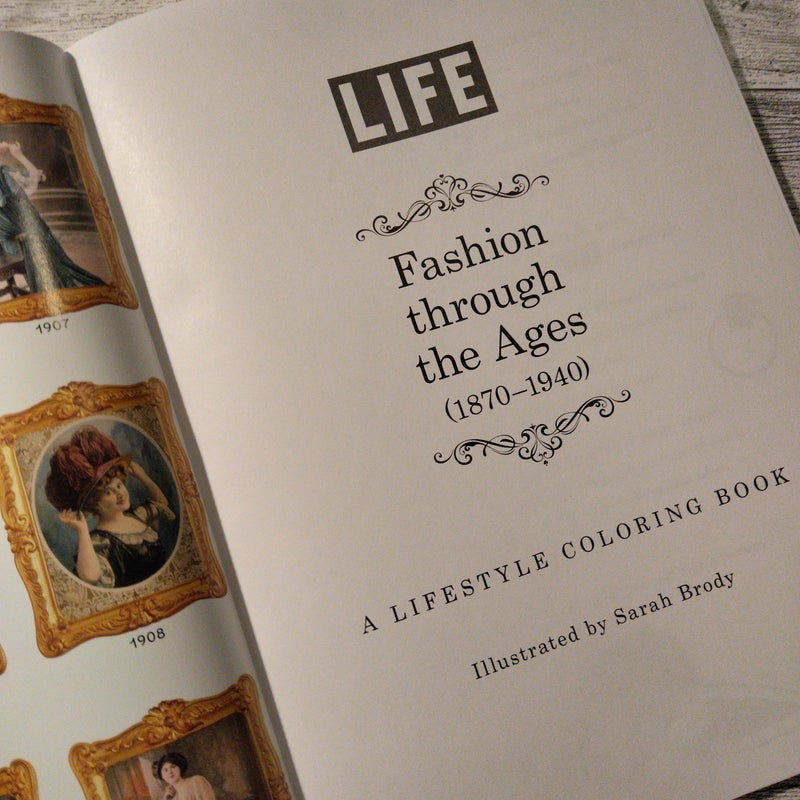 1907
1908
LIFE
Fashion
through
the Ages
(1870–1940)
A LIFESTYLE COLORING BOOK
Illustrated by Sarah Brody